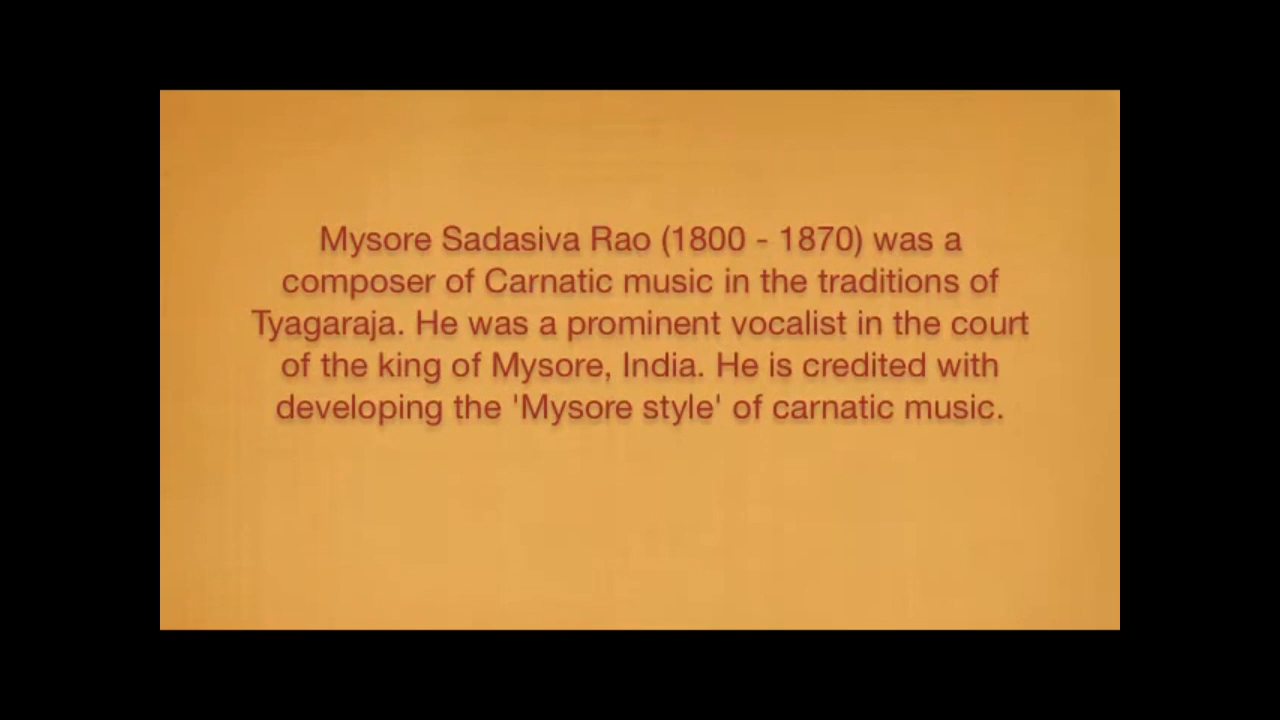 Mysore Sadasiva Rao (1800 - 1870) was a
composer of Carnatic music in the traditions of
Tyagaraja. He was a prominent vocalist in the court
of the king of Mysore, India. He is credited with
developing the 'Mysore style' of carnatic music.